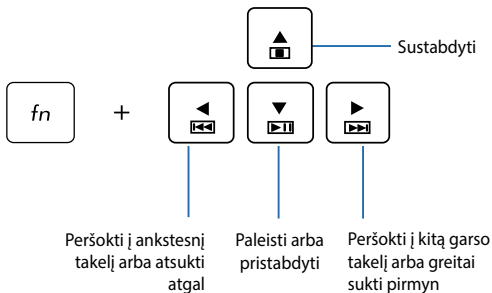 Sustabdyti
fn +
Peršokti į ankstesnį
takelį arba atsukti
atgal
Paleisti arba
pristabdyti
Peršokti į kitą garso
takelį arba greitai
sukti pirmyn